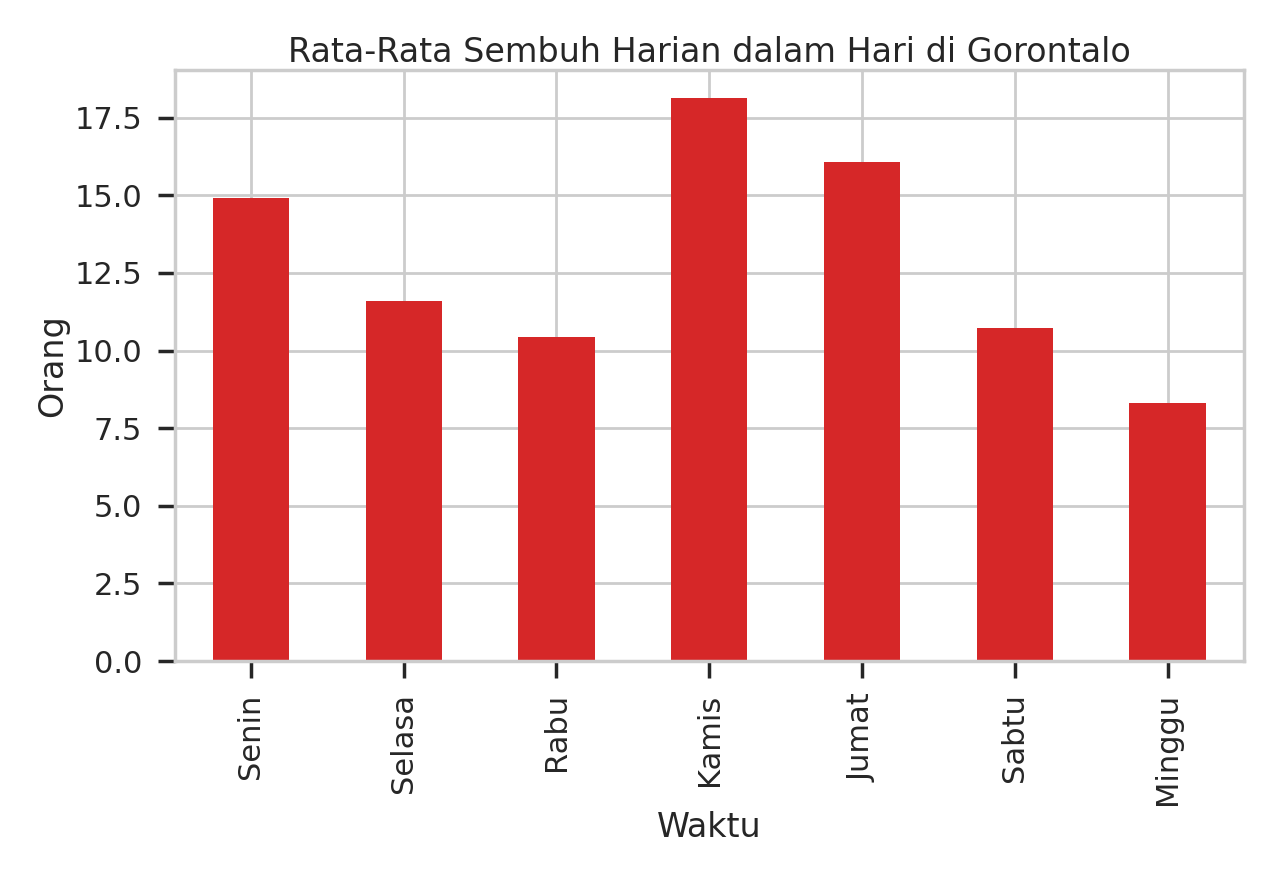 Rata-Rata Sembuh Harian dalam Hari di Gorontalo
Orang
17.5
15.0
12.5
10.0
7.5
5.0
2.5
0.0
Senin
Selasa
Rabu
Kamis
Jumat
Sabtu
Minggu
Waktu